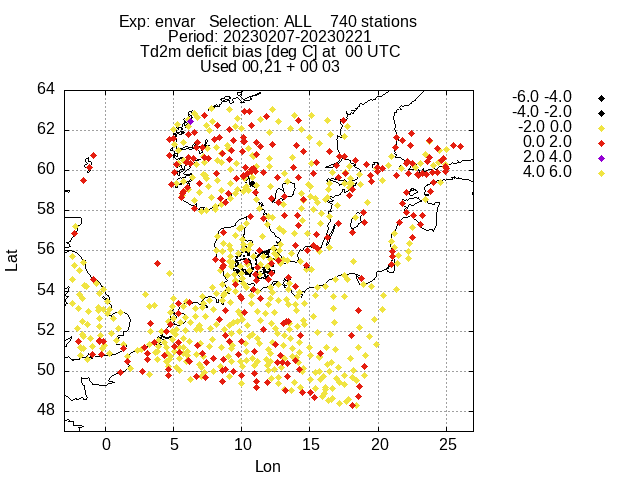 Exp: envar   Selection: ALL    740 stations
Period: 20230207-20230221
Td2m deficit bias [deg C] at  00 UTC
Used 00,21 + 00 03
64
62
60
58
56
54
52
50
48
0 5 10 15 20 25
Lat
Lon
-6.0 -4.0
-4.0 -2.0
-2.0 0.0
0.0 2.0
2.0 4.0
4.0 6.0